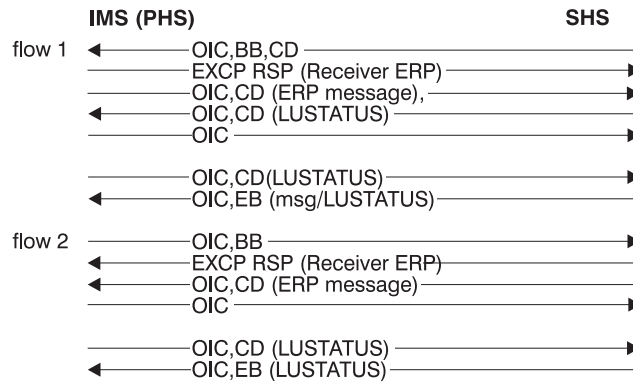 IMS (PHS) SHS
flow 1 OIC,BB,CD
EXCP RSP (Receiver ERP)
OIC,CD (ERP message),
OIC,CD (LUSTATUS)
OIC
OIC,CD(LUSTATUS)
OIC,EB (msg/LUSTATUS)
flow 2 OIC,BB
EXCP RSP (Receiver ERP)
OIC,CD (ERP message)
OIC
OIC,CD (LUSTATUS)
OIC,EB (LUSTATUS)